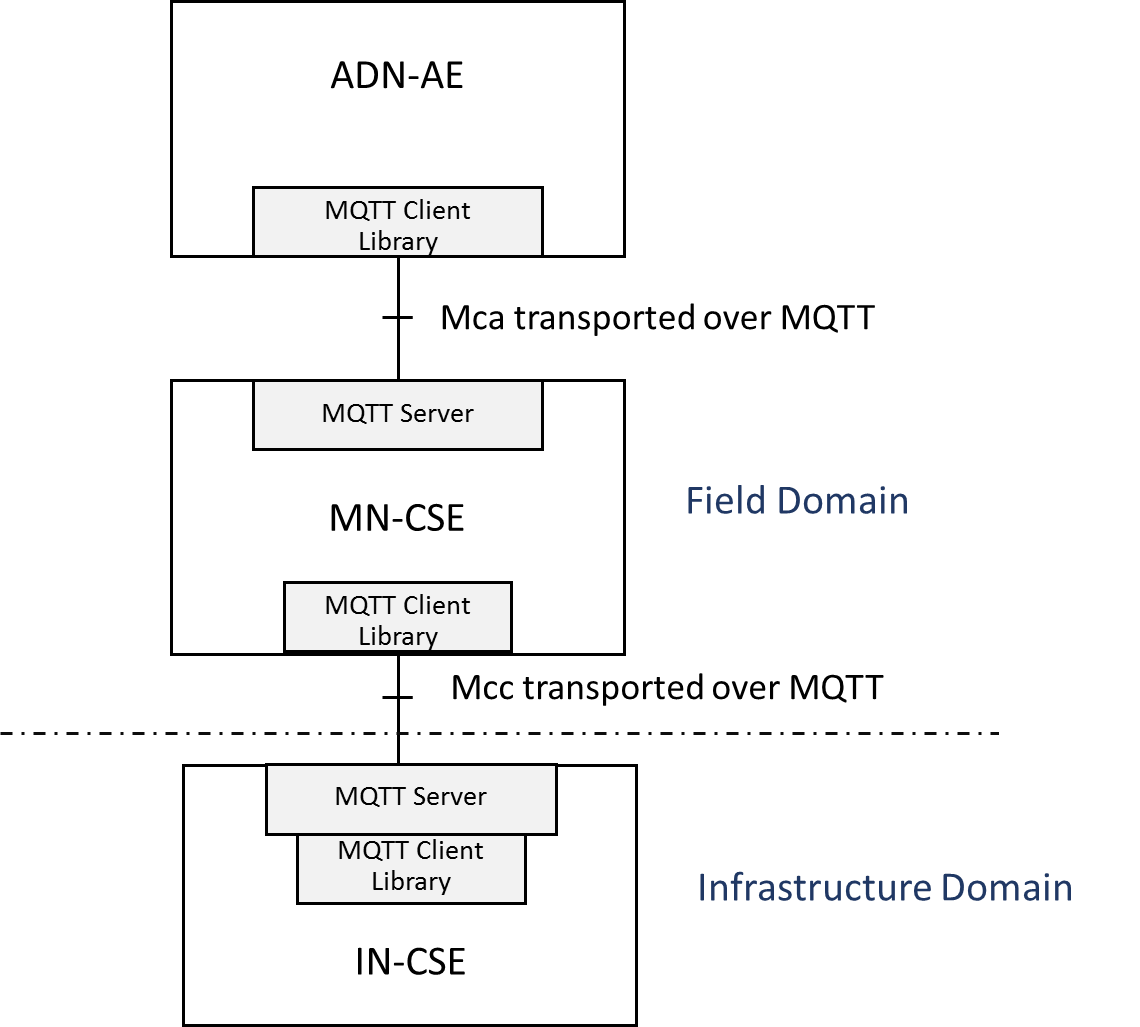 ADN-AE
MQTT Client
Library
Mca transported over MQTT
MQTT Server
Field Domain
MN-CSE
MQTT Client
Library
Mcc transported over MQTT
MQTT Server
MQTT Client
Library
Infrastructure Domain
IN-CSE